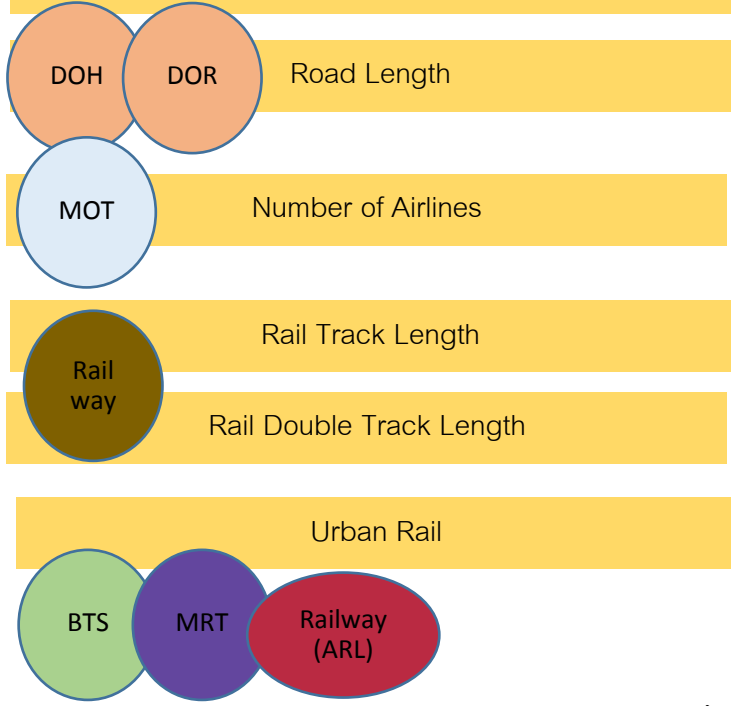 DOH
DOR
Road Length
MOT
Number of Airlines
Rail Track Length
Rail
way
Rail Double Track Length
Urban Rail
BTS
MRT
Railway
(ARL)